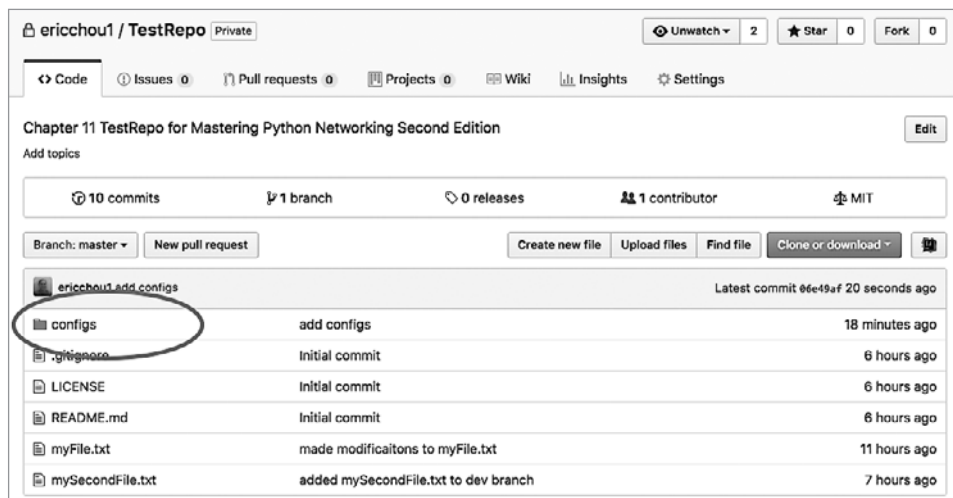 ericchou1 / TestRepo Private Unwatch 2 Star 0 Fork 0
Code Issues 0 Pull requests 0 Projects 0 Wiki Insights Settings
Chapter 11 TestRepo for Mastering Python Networking Second Edition Edit
Add topics
10 commits 1 branch 0 releases 1 contributor MIT
Branch: master New pull request Create new file Upload files Find file Clone or download
ericchou1 add configs Latest commit 06e49af 20 seconds ago
configs add configs 18 minutes ago
.gitignore Initial commit 6 hours ago
LICENSE Initial commit 6 hours ago
README.md Initial commit 6 hours ago
myFile.txt made modificaitons to myFile.txt 11 hours ago
mySecondFile.txt added mySecondFile.txt to dev branch 7 hours ago